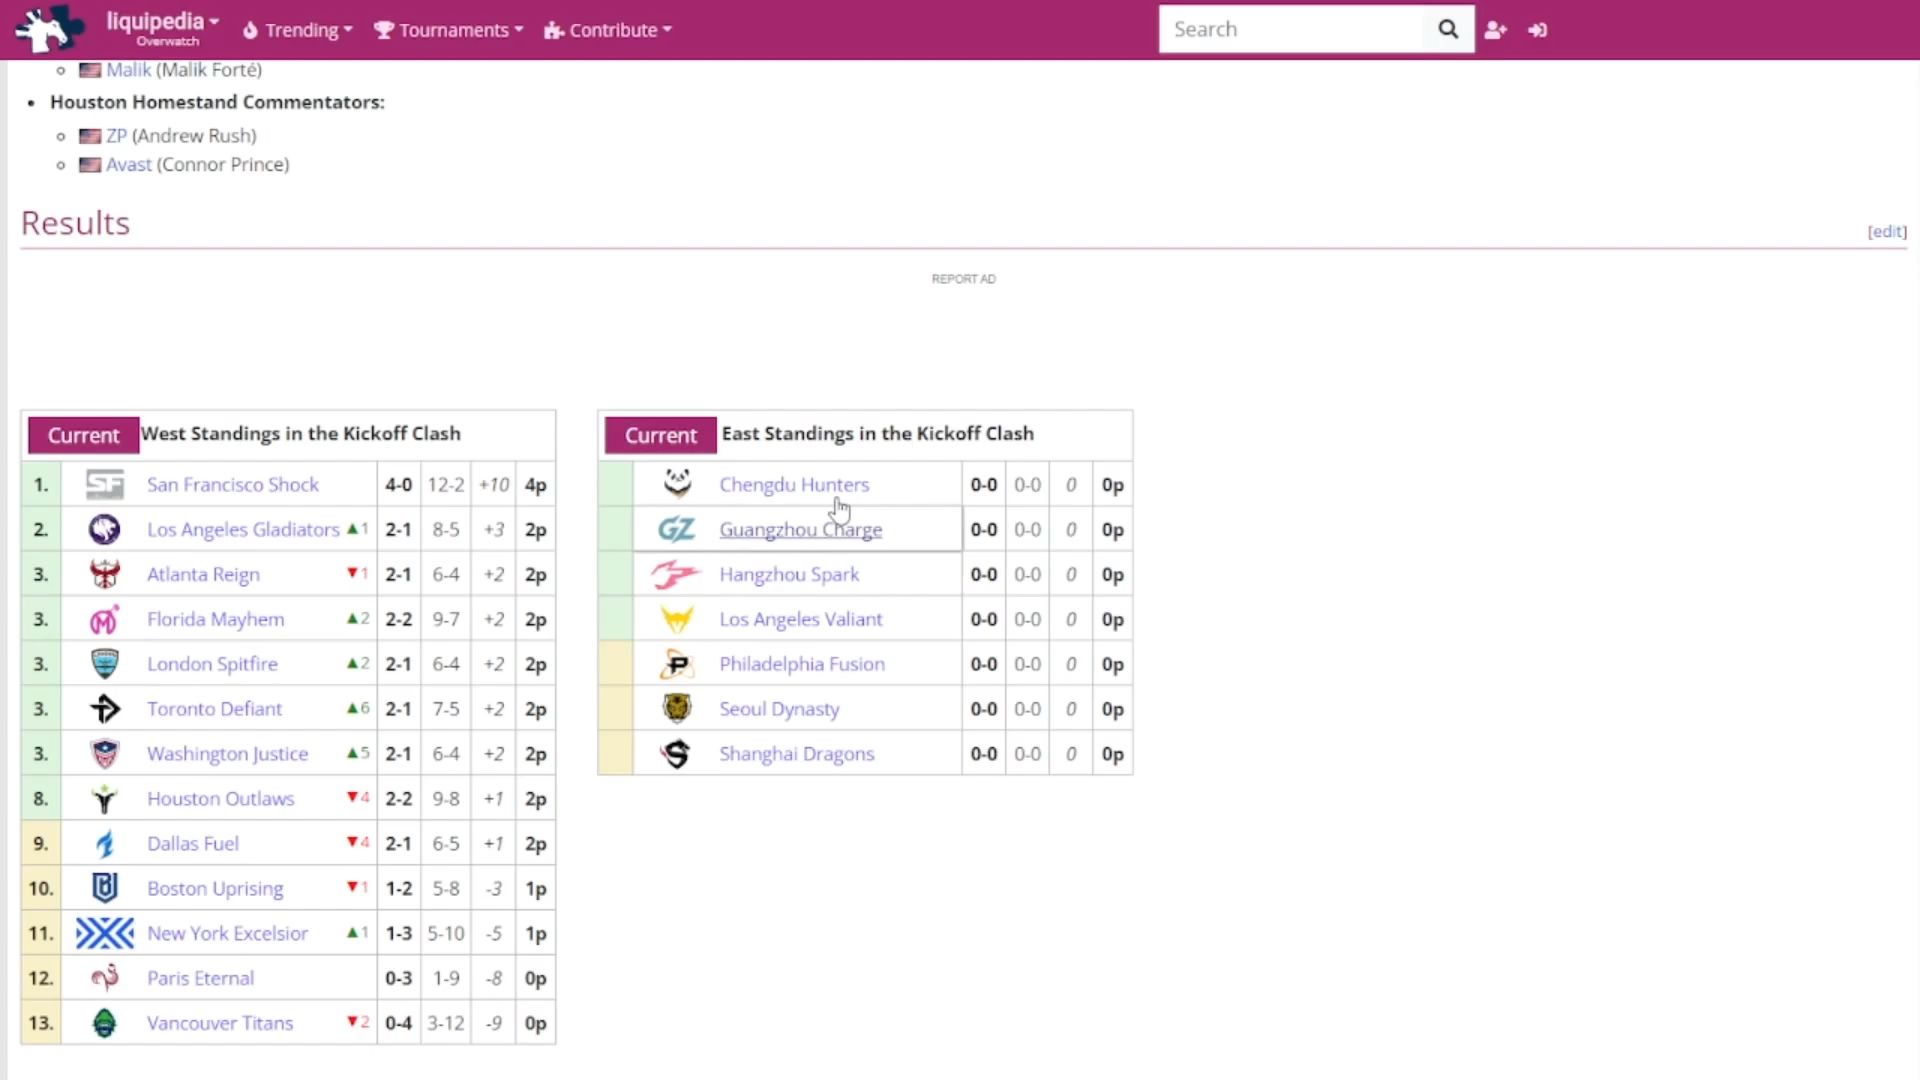 liquipedia
Overwatch
Trending
Tournaments
Contribute
Search
Malik (Malik Forté)
Houston Homestand Commentators:
ZP (Andrew Rush)
Avast (Connor Prince)
Results
[edit]
REPORT AD
Current West Standings in the Kickoff Clash
1. SF San Francisco Shock 4-0 12-2 +10 4p
2. Los Angeles Gladiators ▲1 2-1 8-5 +3 2p
3. Atlanta Reign ▼1 2-1 6-4 +2 2p
3. Florida Mayhem ▲2 2-2 9-7 +2 2p
3. London Spitfire ▲2 2-1 6-4 +2 2p
3. Toronto Defiant ▲6 2-1 7-5 +2 2p
3. Washington Justice ▲5 2-1 6-4 +2 2p
8. Houston Outlaws ▼4 2-2 9-8 +1 2p
9. Dallas Fuel ▼4 2-1 6-5 +1 2p
10. Boston Uprising ▼1 1-2 5-8 -3 1p
11. New York Excelsior ▲1 1-3 5-10 -5 1p
12. Paris Eternal 0-3 1-9 -8 0p
13. Vancouver Titans ▼2 0-4 3-12 -9 0p
Current East Standings in the Kickoff Clash
Chengdu Hunters 0-0 0-0 0 0p
GZ Guangzhou Charge 0-0 0-0 0 0p
Hangzhou Spark 0-0 0-0 0 0p
Los Angeles Valiant 0-0 0-0 0 0p
P Philadelphia Fusion 0-0 0-0 0 0p
Seoul Dynasty 0-0 0-0 0 0p
Shanghai Dragons 0-0 0-0 0 0p